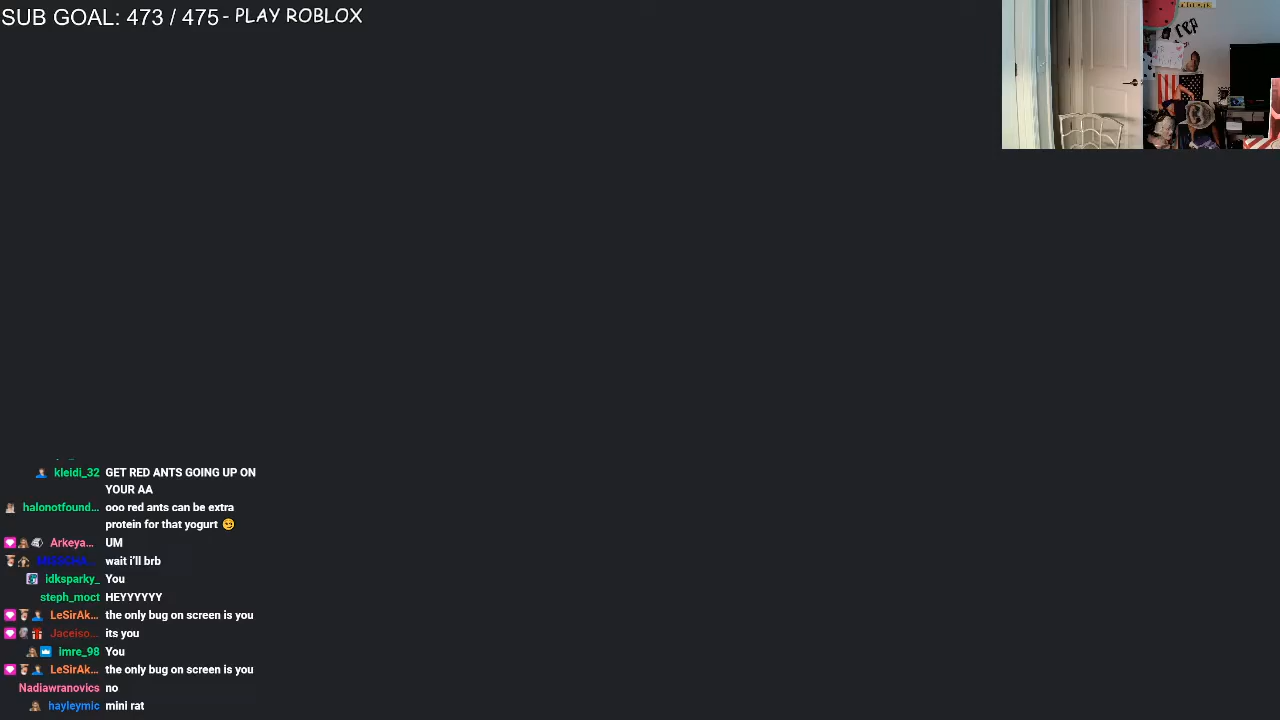 SUB GOAL: 473 / 475 - PLAY ROBLOX
kleidi_32 GET RED ANTS GOING UP ON
YOUR AA
halonotfound... ooo red ants can be extra
protein for that yogurt 😏
Arkeya... UM
wait i'll brb
idksparky_ You
steph_moct HEYYYYYY
LeSirAk... the only bug on screen is you
Jaceiso... its you
imre_98 You
LeSirAk... the only bug on screen is you
Nadiawranovics no
hayleymic mini rat